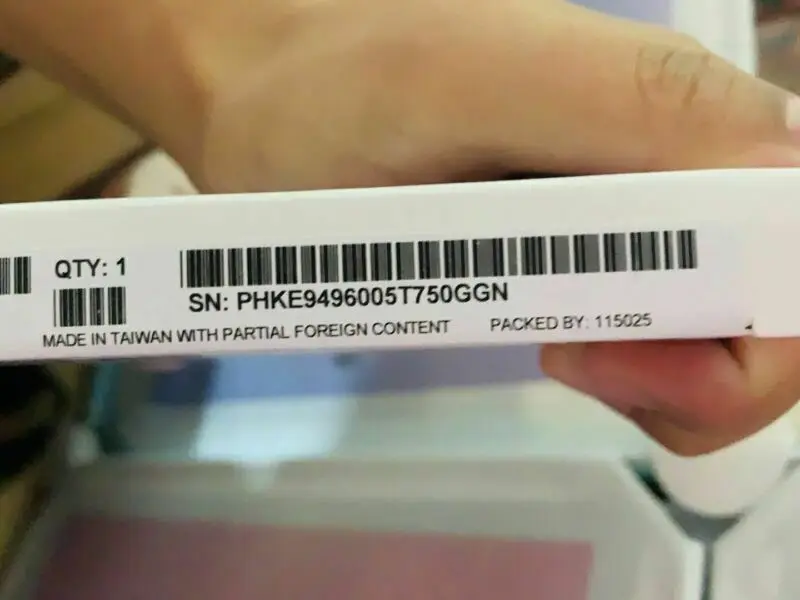 QTY: 1
SN: PHKE9496005T750GGN
MADE IN TAIWAN WITH PARTIAL FOREIGN CONTENT PACKED BY: 115025